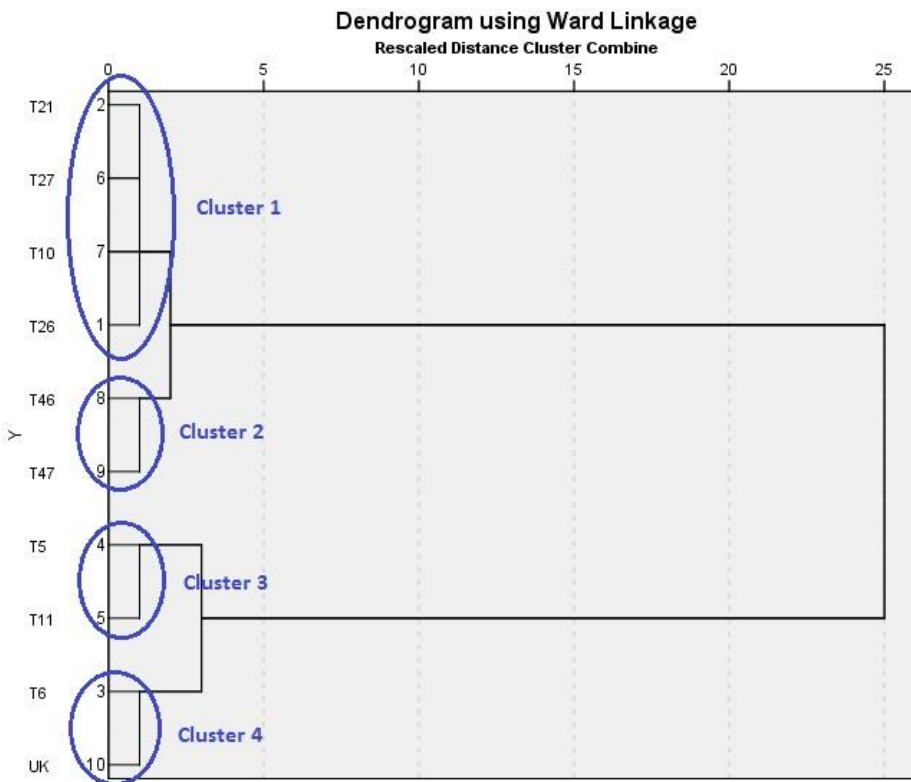 Dendrogram using Ward Linkage
Rescaled Distance Cluster Combine
0 5 10 15 20 25
T21 2
T27 6
Cluster 1
T10 7
T26 1
T46 8
Cluster 2
Y
T47 9
T5 4
Cluster 3
T11 5
T6 3
Cluster 4
UK 10